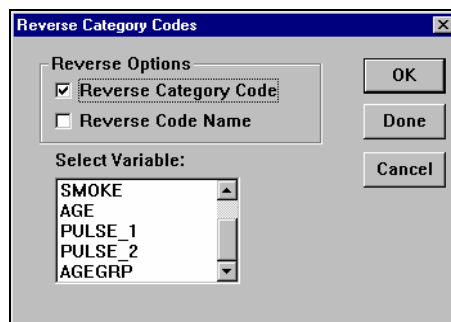 Reverse Category Codes
Reverse Options
Reverse Category Code
Reverse Code Name
OK
Done
Cancel
Select Variable:
SMOKE
AGE
PULSE_1
PULSE_2
AGEGRP